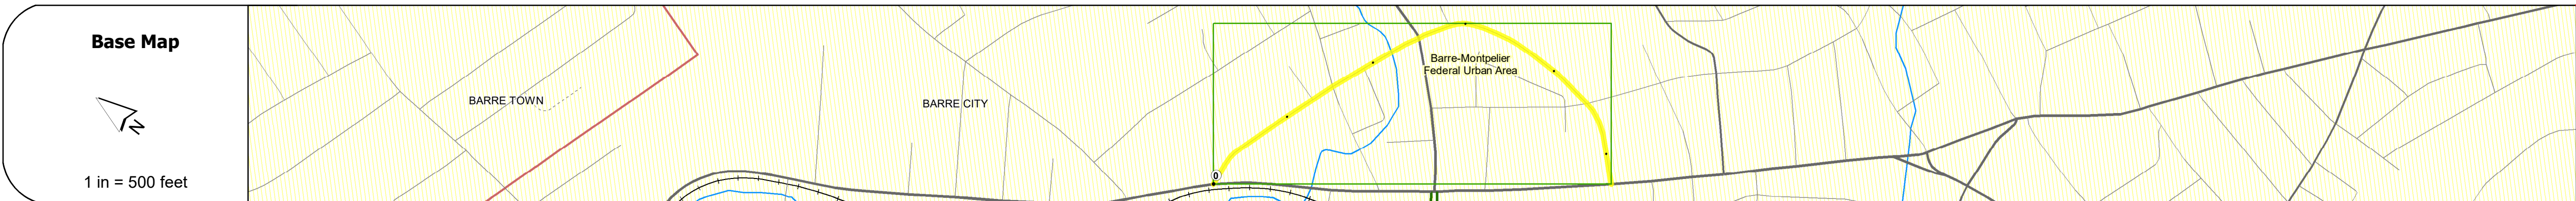 Base Map
N
1 in = 500 feet
BARRE TOWN
BARRE CITY
0
Barre-Montpelier
Federal Urban Area